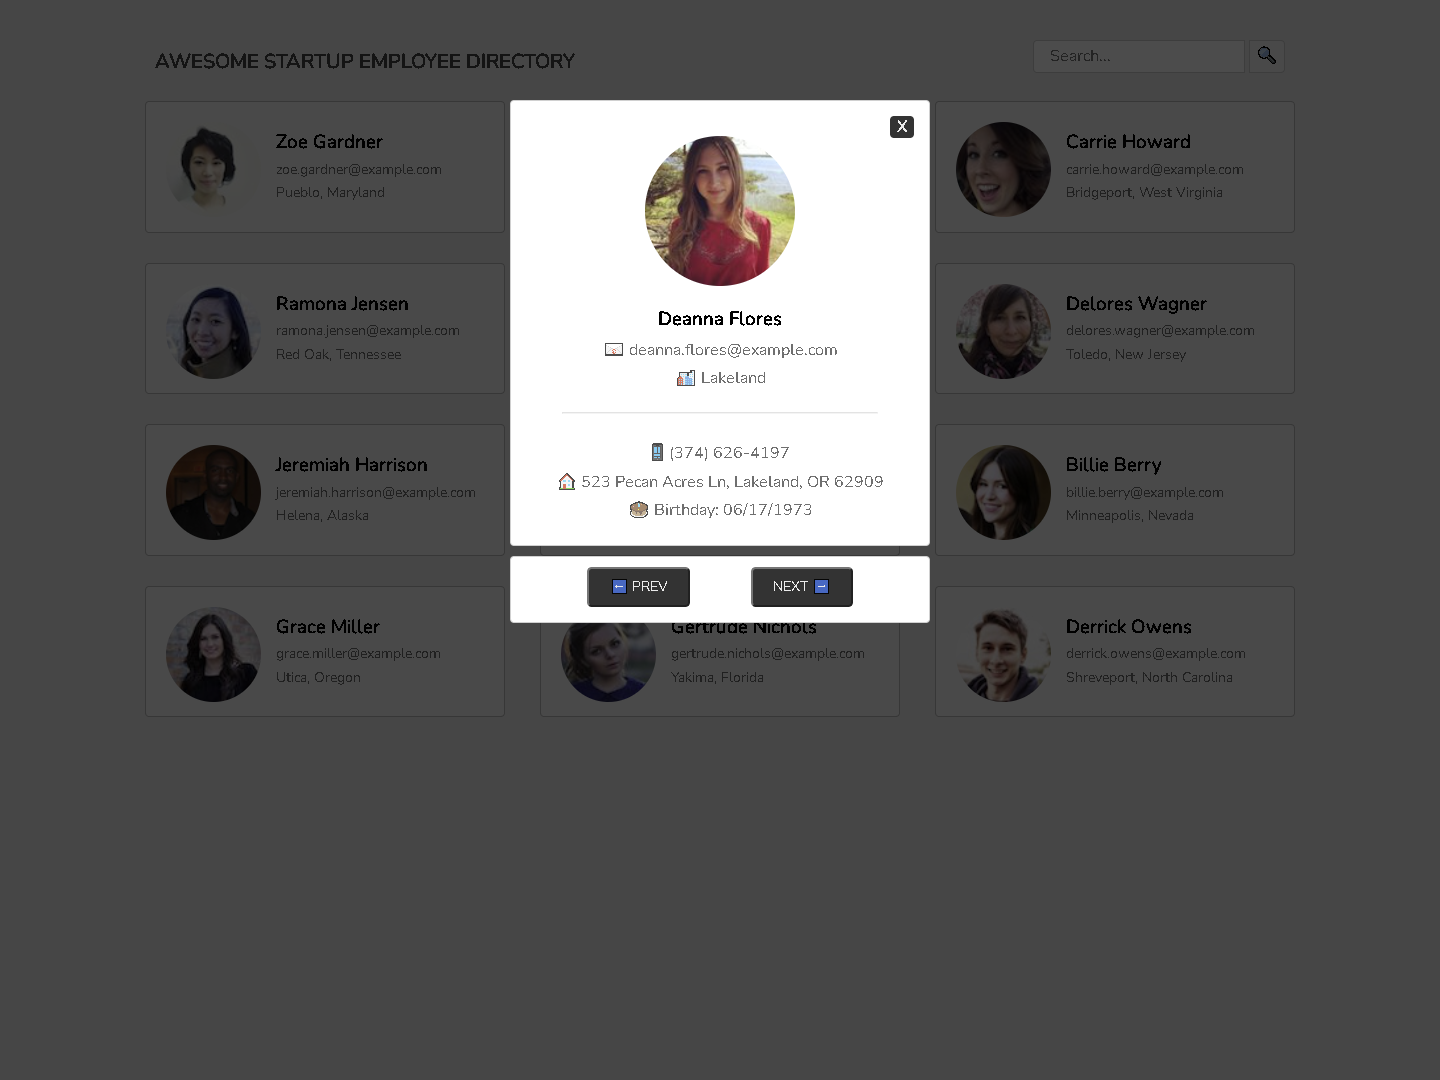 AWESOME STARTUP EMPLOYEE DIRECTORY
Search...
Zoe Gardner
zoe.gardner@example.com
Pueblo, Maryland
Carrie Howard
carrie.howard@example.com
Bridgeport, West Virginia
Ramona Jensen
ramona.jensen@example.com
Red Oak, Tennessee
Delores Wagner
delores.wagner@example.com
Toledo, New Jersey
Jeremiah Harrison
jeremiah.harrison@example.com
Helena, Alaska
Billie Berry
billie.berry@example.com
Minneapolis, Nevada
Grace Miller
grace.miller@example.com
Utica, Oregon
Gertrude Nichols
gertrude.nichols@example.com
Yakima, Florida
Derrick Owens
derrick.owens@example.com
Shreveport, North Carolina
X
Deanna Flores
deanna.flores@example.com
Lakeland
(374) 626-4197
523 Pecan Acres Ln, Lakeland, OR 62909
Birthday: 06/17/1973
PREV
NEXT